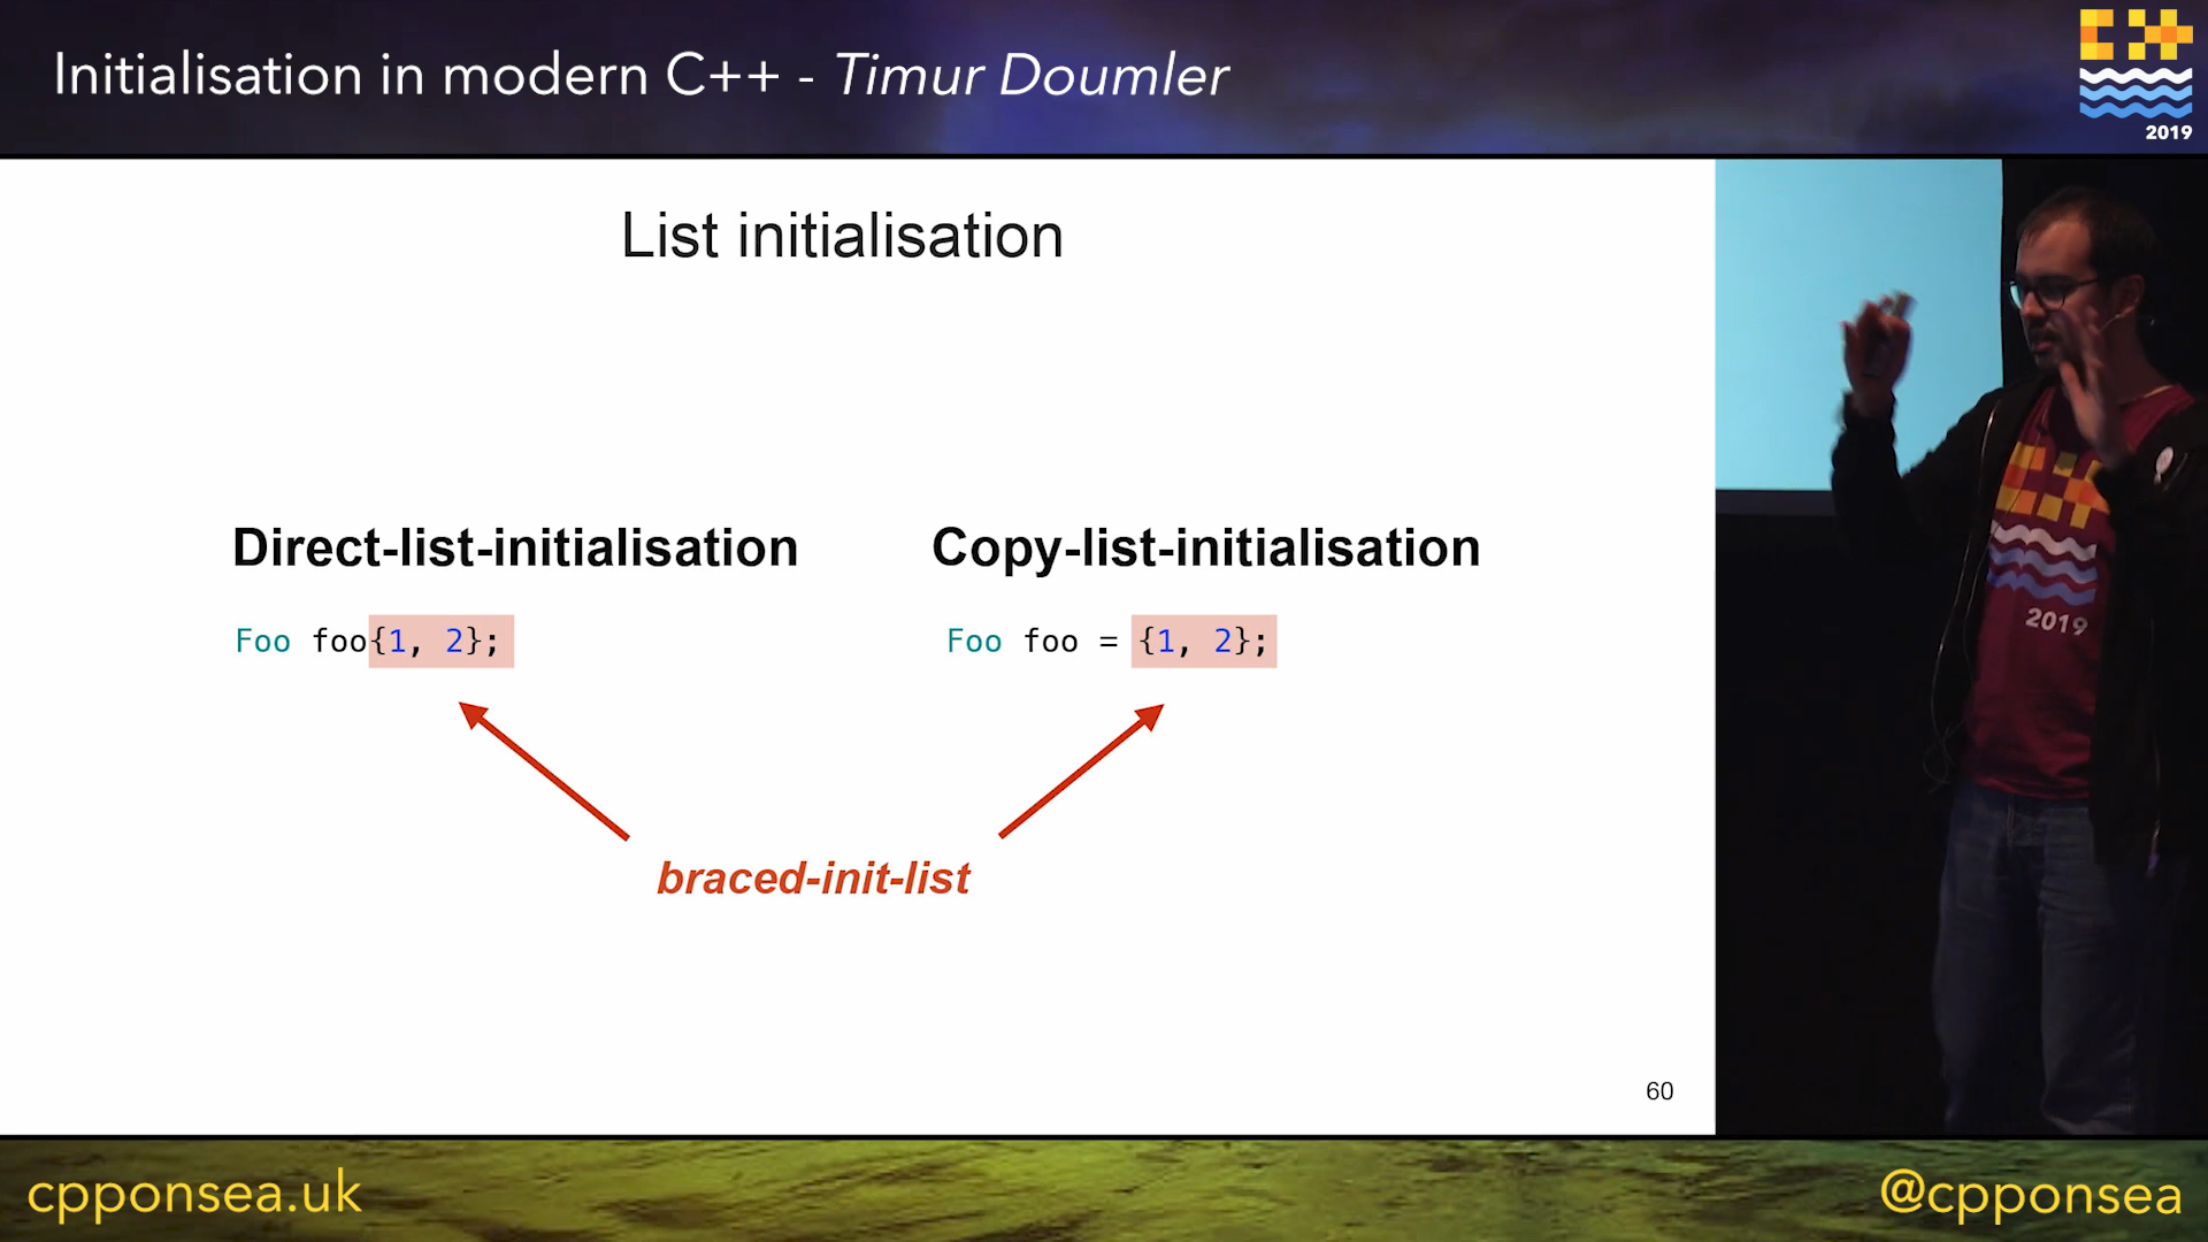 Initialisation in modern C++ - Timur Doumler
2019
List initialisation
Direct-list-initialisation
Copy-list-initialisation
Foo foo{1, 2};
Foo foo = {1, 2};
braced-init-list
2019
60
cpponsea.uk
@cpponsea